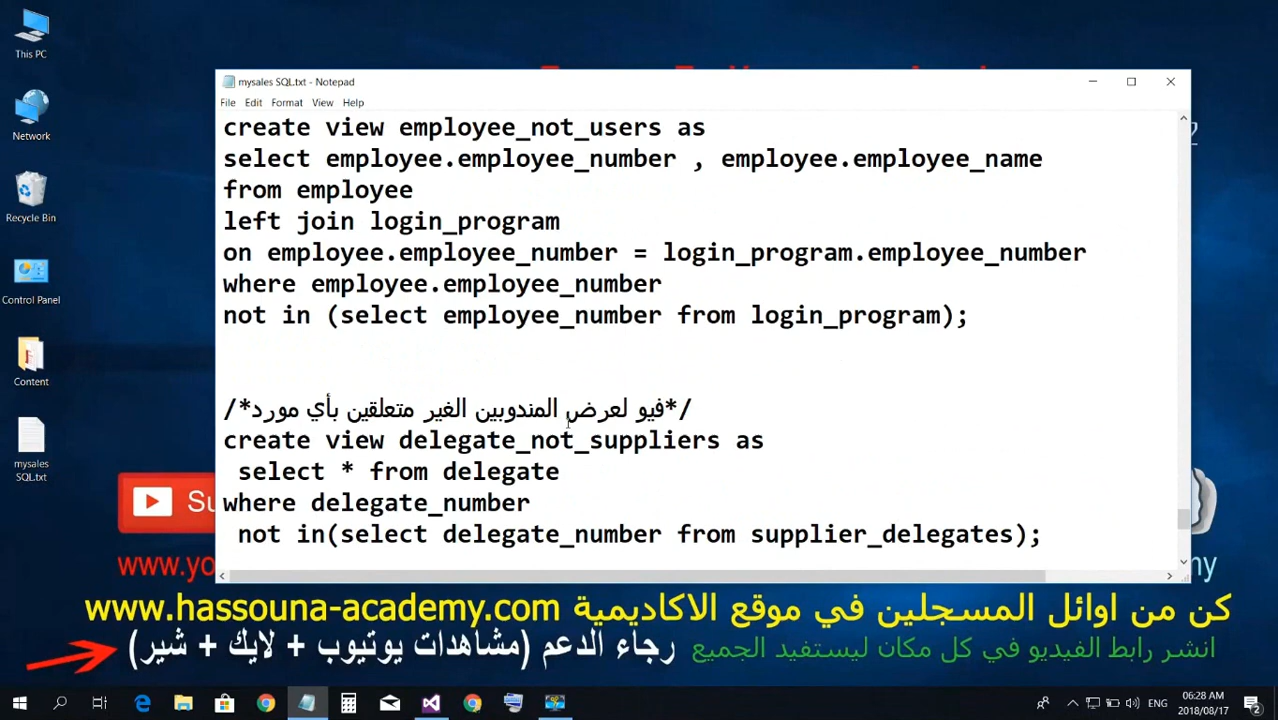 This PC
Network
Recycle Bin
Control Panel
Content
mysales
SQL.txt
mysales SQL.txt - Notepad
File Edit Format View Help
create view employee_not_users as
select employee.employee_number , employee.employee_name
from employee
left join login_program
on employee.employee_number = login_program.employee_number
where employee.employee_number
not in (select employee_number from login_program);
/*فيو لعرض المندوبين الغير متعلقين بأي مورد*/
create view delegate_not_suppliers as
select * from delegate
where delegate_number
not in(select delegate_number from supplier_delegates);
www.hassouna-academy.com كن من اوائل المسجلين في موقع الاكاديمية
رجاء الدعم (مشاهدات يوتيوب + لايك + شير)
انشر رابط الفيديو في كل مكان ليستفيد الجميع
ENG
06:28 AM
2018/08/17
2